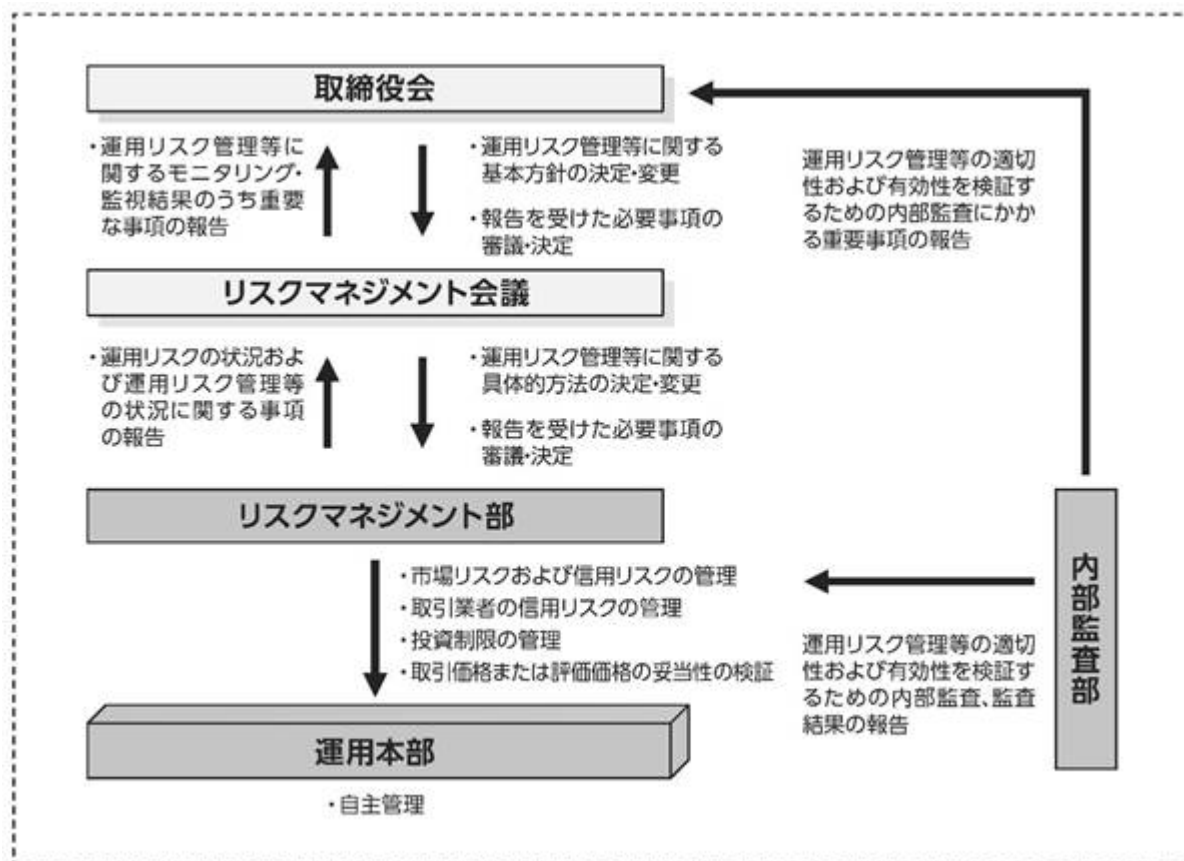 取締役会
・運用リスク管理等に
関するモニタリング・
監視結果のうち重要
な事項の報告
・運用リスク管理等に関する
基本方針の決定・変更
・報告を受けた必要事項の
審議・決定
運用リスク管理等の適切
性および有効性を検証す
るための内部監査にかか
る重要事項の報告
リスクマネジメント会議
・運用リスクの状況およ
び運用リスク管理等
の状況に関する事項
の報告
・運用リスク管理等に関する
具体的方法の決定・変更
・報告を受けた必要事項の
審議・決定
リスクマネジメント部
・市場リスクおよび信用リスクの管理
・取引業者の信用リスクの管理
・投資制限の管理
・取引価格または評価価格の妥当性の検証
内部監査部
運用リスク管理等の適切
性および有効性を検証す
るための内部監査、監査
結果の報告
運用本部
・自主管理